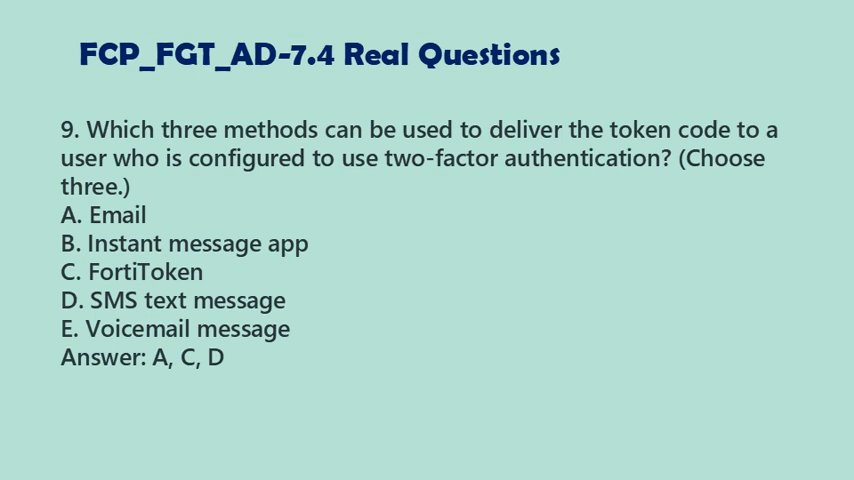 FCP_FGT_AD-7.4 Real Questions
9. Which three methods can be used to deliver the token code to a
user who is configured to use two-factor authentication? (Choose
three.)
A. Email
B. Instant message app
C. FortiToken
D. SMS text message
E. Voicemail message
Answer: A, C, D